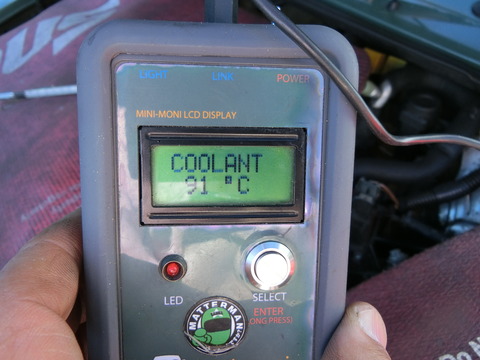 LIGHT LINK POWER
MINI-MONI LCD DISPLAY
COOLANT
91 °C
LED SELECT
ENTER
(LONG PRESS)
MATTERMAN